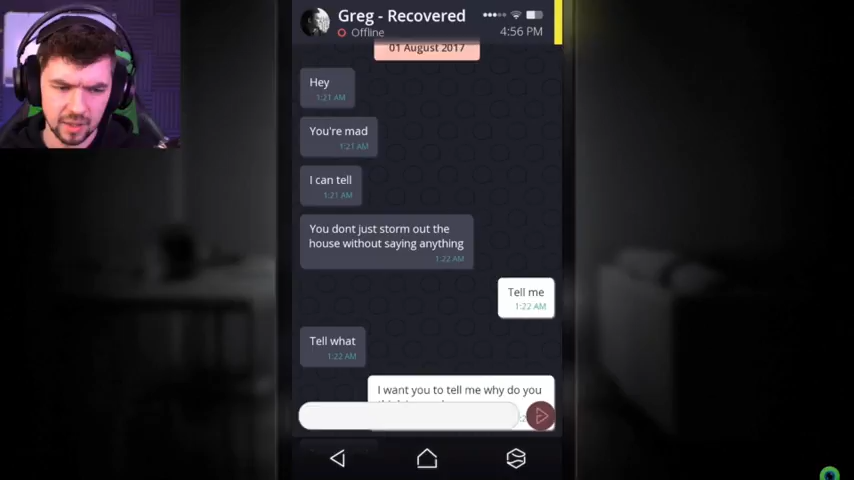 Greg - Recovered
Offline
4:56 PM
01 August 2017
Hey
1:21 AM
You're mad
1:21 AM
I can tell
1:21 AM
You dont just storm out the
house without saying anything
1:22 AM
Tell me
1:22 AM
Tell what
1:22 AM
I want you to tell me why do you